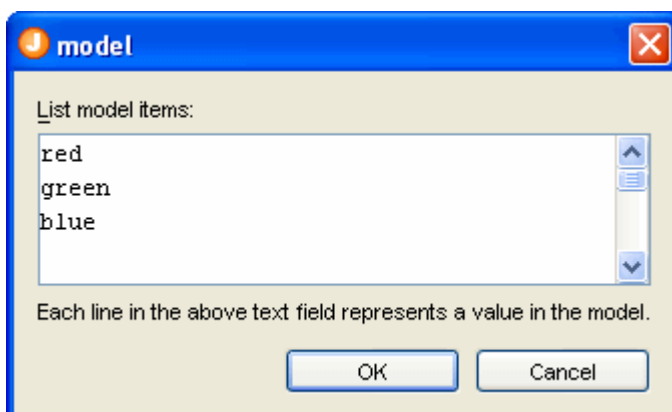 model
List model items:
red
green
blue
Each line in the above text field represents a value in the model.
OK Cancel